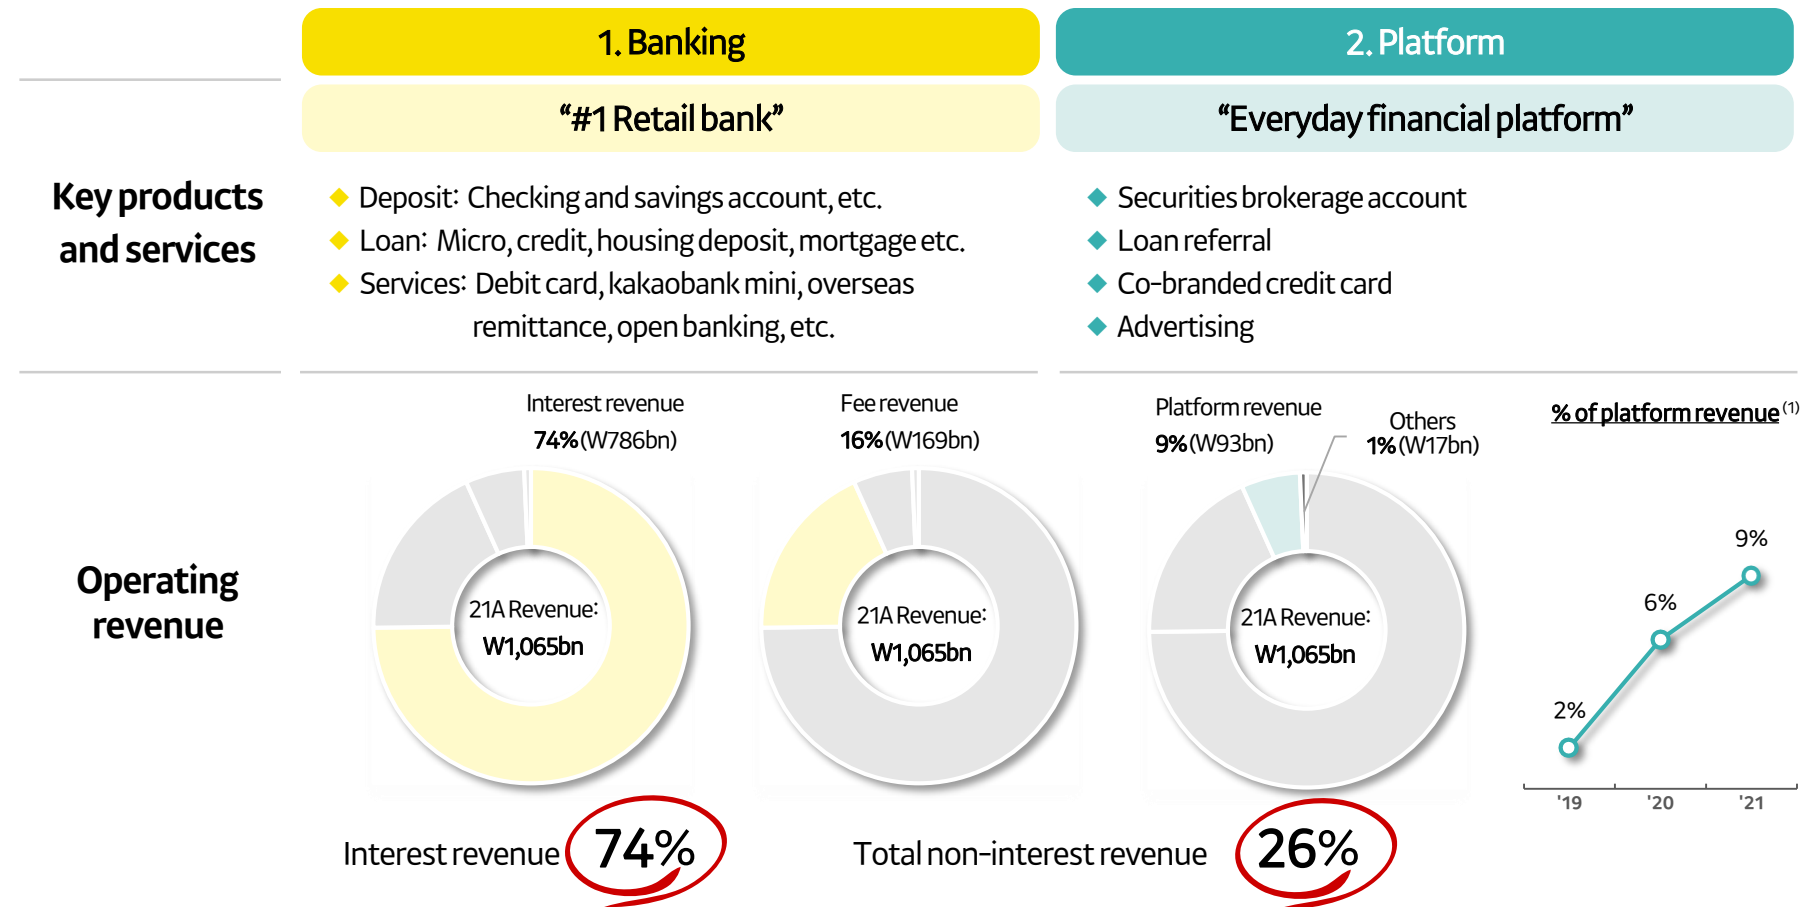 1. Banking
2. Platform
“#1 Retail bank”
“Everyday financial platform”
Key products
and services
Deposit: Checking and savings account, etc.
Loan: Micro, credit, housing deposit, mortgage etc.
Services: Debit card, kakaobank mini, overseas
remittance, open banking, etc.
Securities brokerage account
Loan referral
Co-branded credit card
Advertising
Operating
revenue
Interest revenue
74% (W786bn)
21A Revenue:
W1,065bn
Fee revenue
16% (W169bn)
21A Revenue:
W1,065bn
Platform revenue
9% (W93bn)
Others
1% (W17bn)
21A Revenue:
W1,065bn
% of platform revenue (1)
2%
6%
9%
'19
'20
'21
Interest revenue 74%
Total non-interest revenue 26%